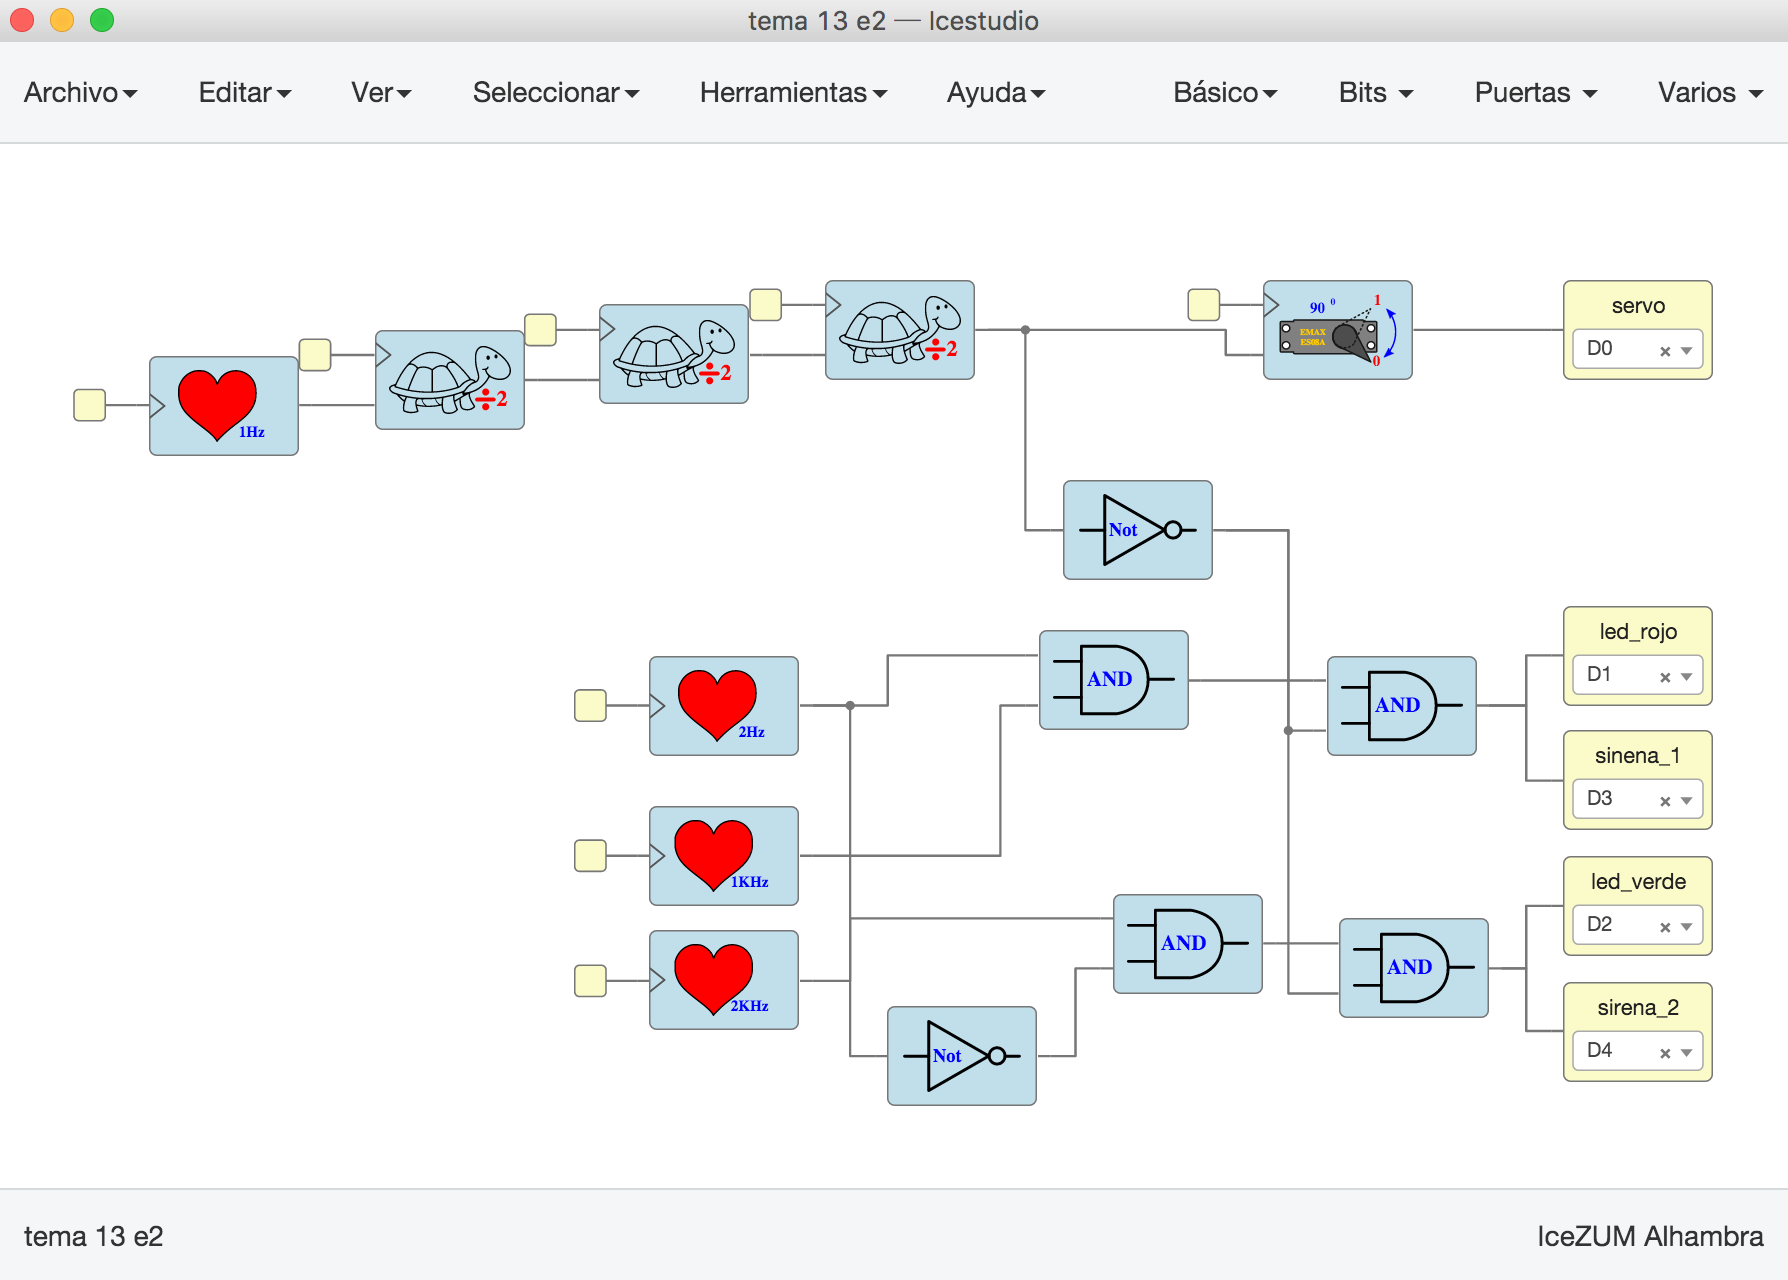 tema 13 e2 — Icestudio
Archivo Editar Ver Seleccionar Herramientas Ayuda Básico Bits Puertas Varios
90 0 1
EMAX
ES08A
0
servo
D0
÷2
÷2
÷2
1Hz
Not
led_rojo
D1
AND
AND
2Hz
sinena_1
D3
1KHz
led_verde
D2
AND
AND
2KHz
sirena_2
D4
Not
tema 13 e2
IceZUM Alhambra